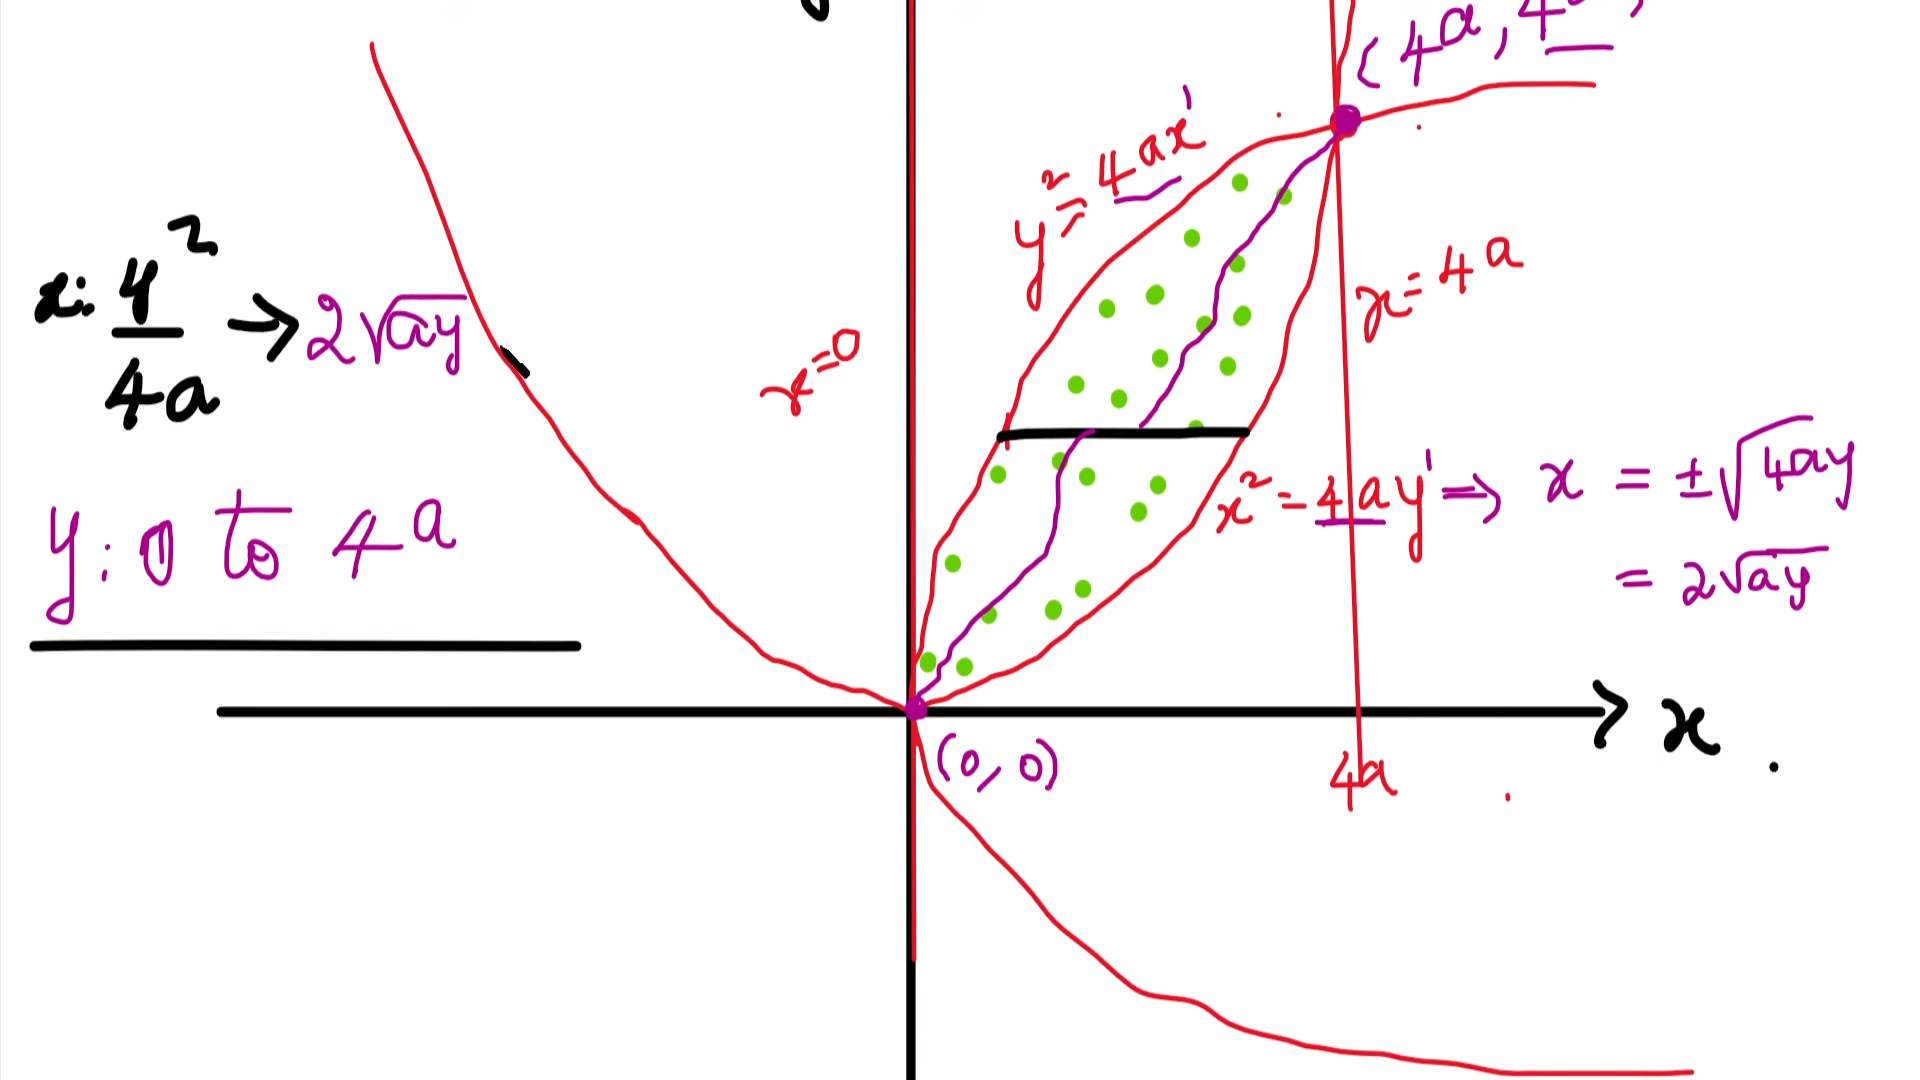 (4a, 4a)
y² = 4ax
x: y²/4a → 2√ay
x=0
x=4a
x² = 4ay ⇒ x = ±√4ay
= 2√ay
y: 0 to 4a
x
(0, 0)
4a